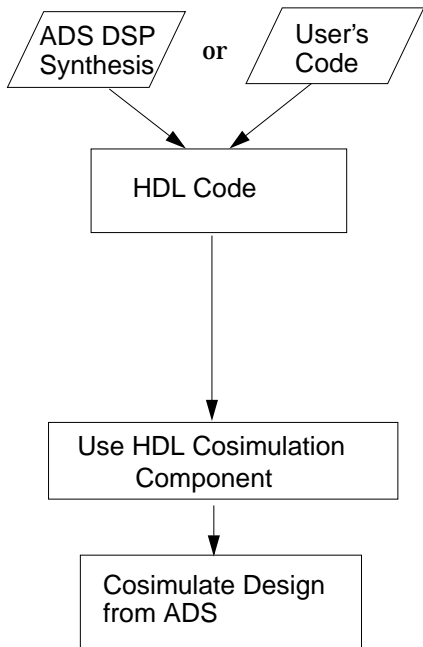 ADS DSP
Synthesis
or
User's
Code
HDL Code
Use HDL Cosimulation
Component
Cosimulate Design
from ADS